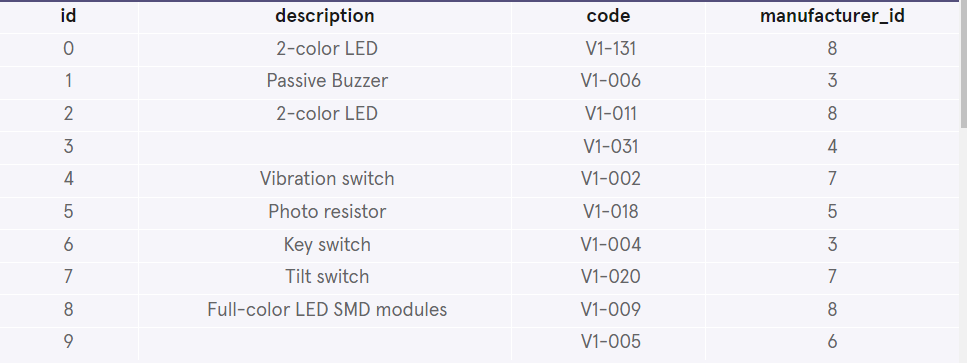 id description code manufacturer_id
0 2-color LED V1-131 8
1 Passive Buzzer V1-006 3
2 2-color LED V1-011 8
3 V1-031 4
4 Vibration switch V1-002 7
5 Photo resistor V1-018 5
6 Key switch V1-004 3
7 Tilt switch V1-020 7
8 Full-color LED SMD modules V1-009 8
9 V1-005 6